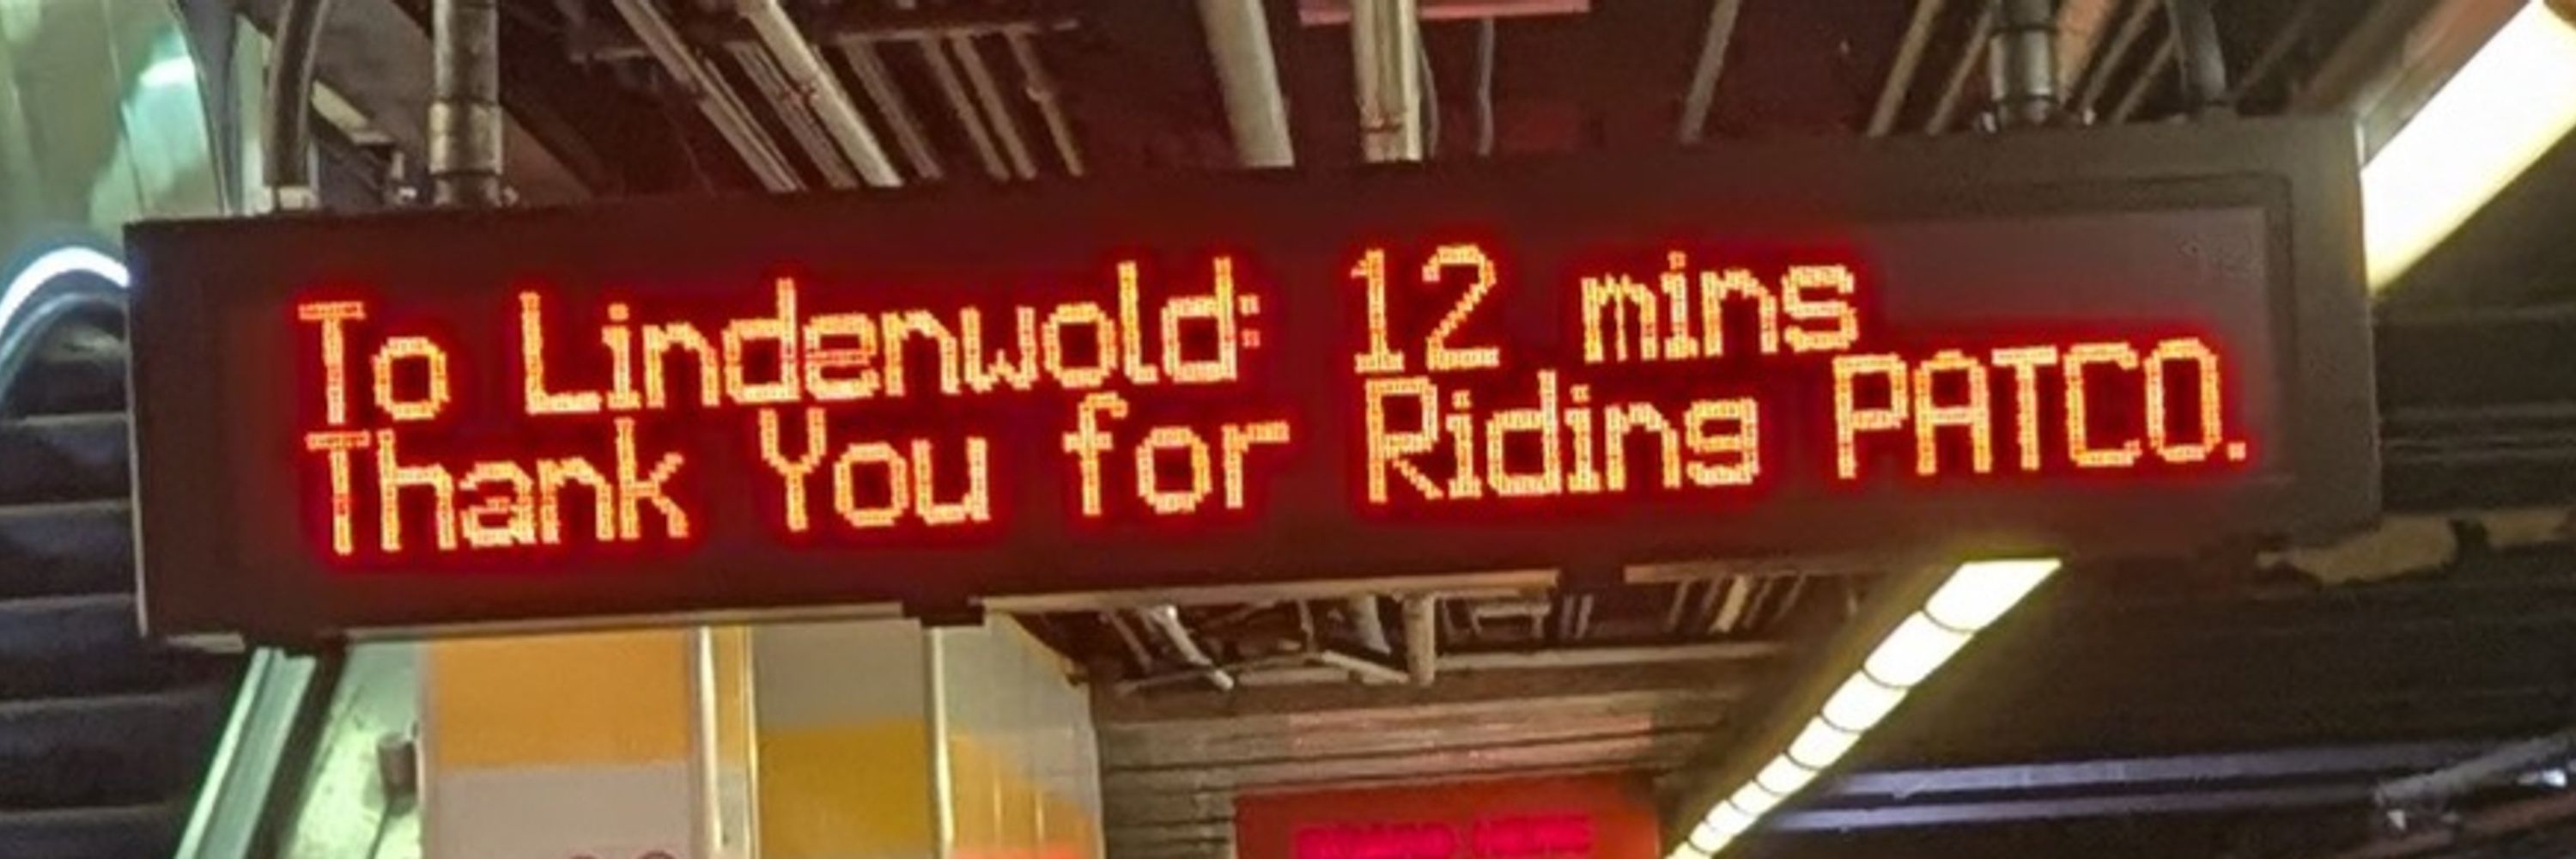 To Lindenwold: 12 mins
Thank You for Riding PATCO.